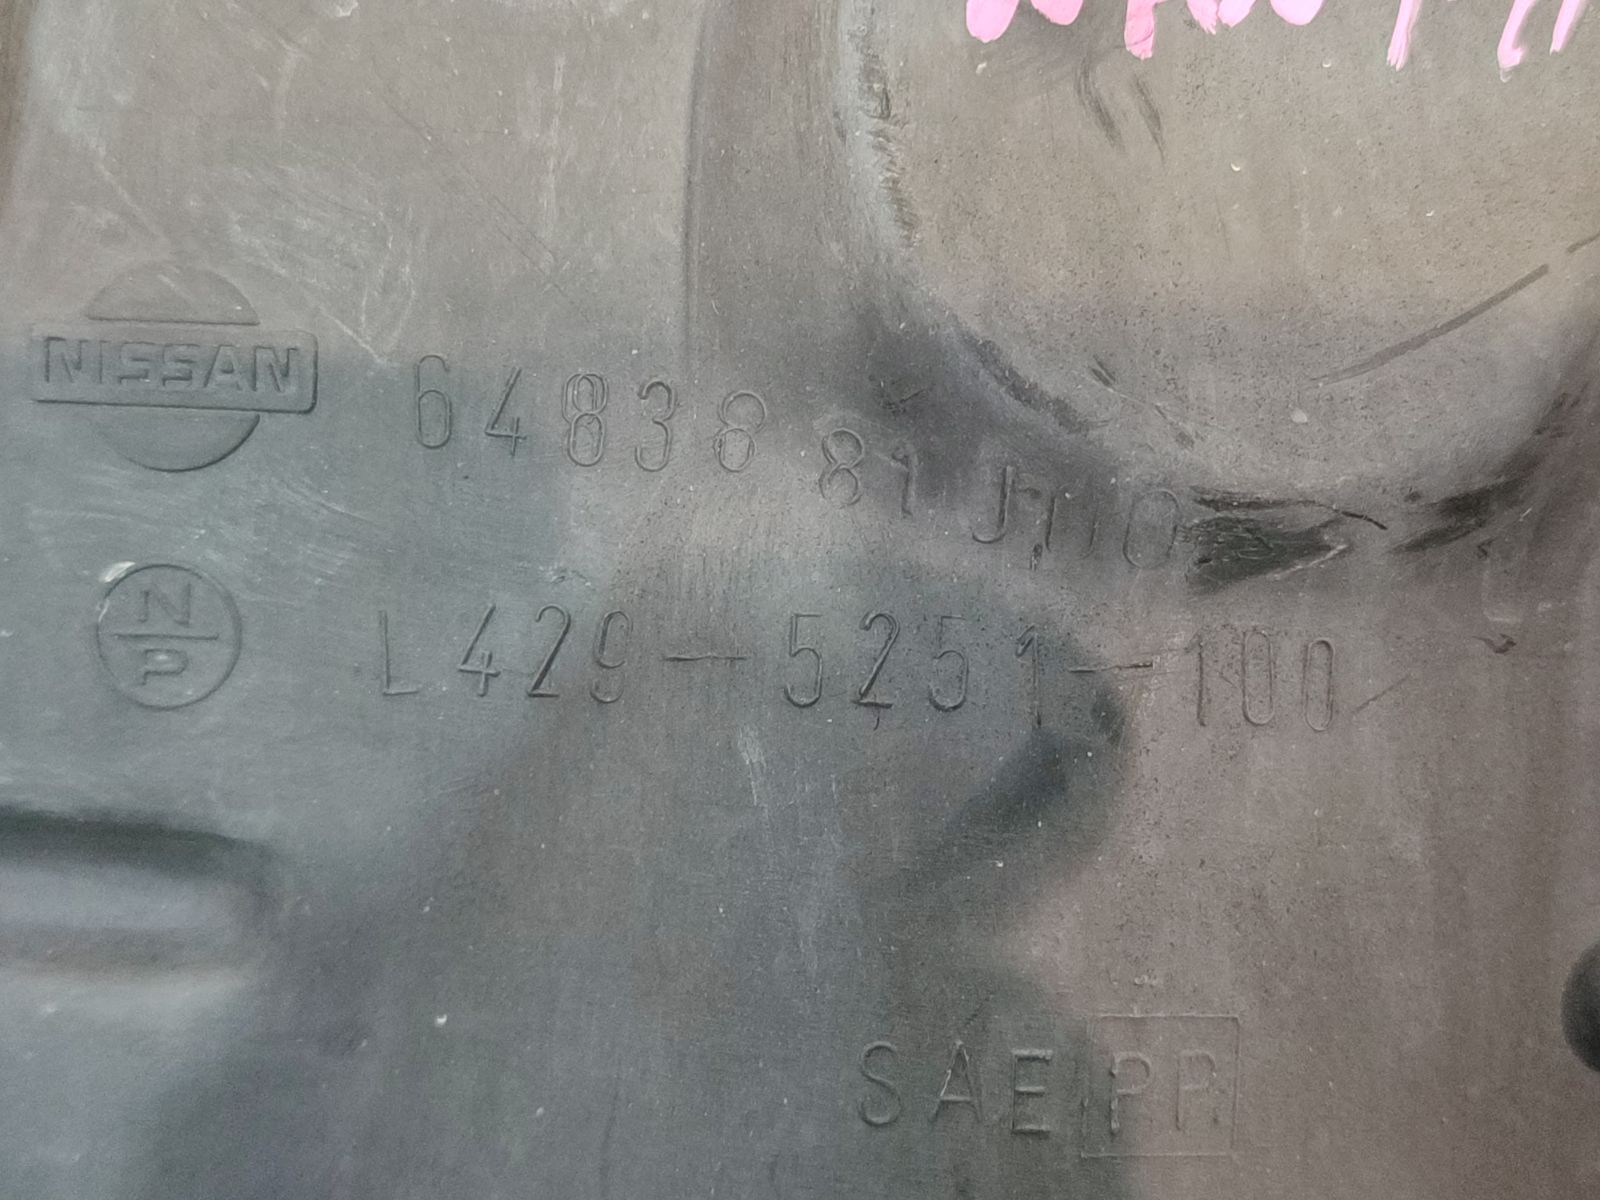 NISSAN 64838 81J00
N P L429-5251-100
SAE PP